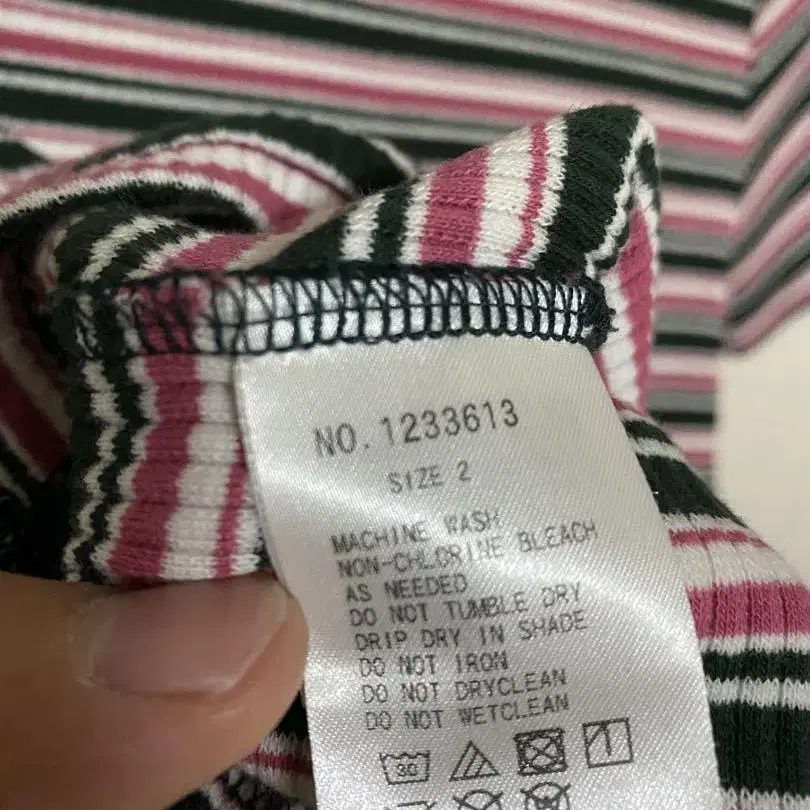 NO. 1233613
SIZE 2
MACHINE WASH
NON-CHLORINE BLEACH
AS NEEDED
DO NOT TUMBLE DRY
DRIP DRY IN SHADE
DO NOT IRON
DO NOT DRYCLEAN
DO NOT WETCLEAN
30